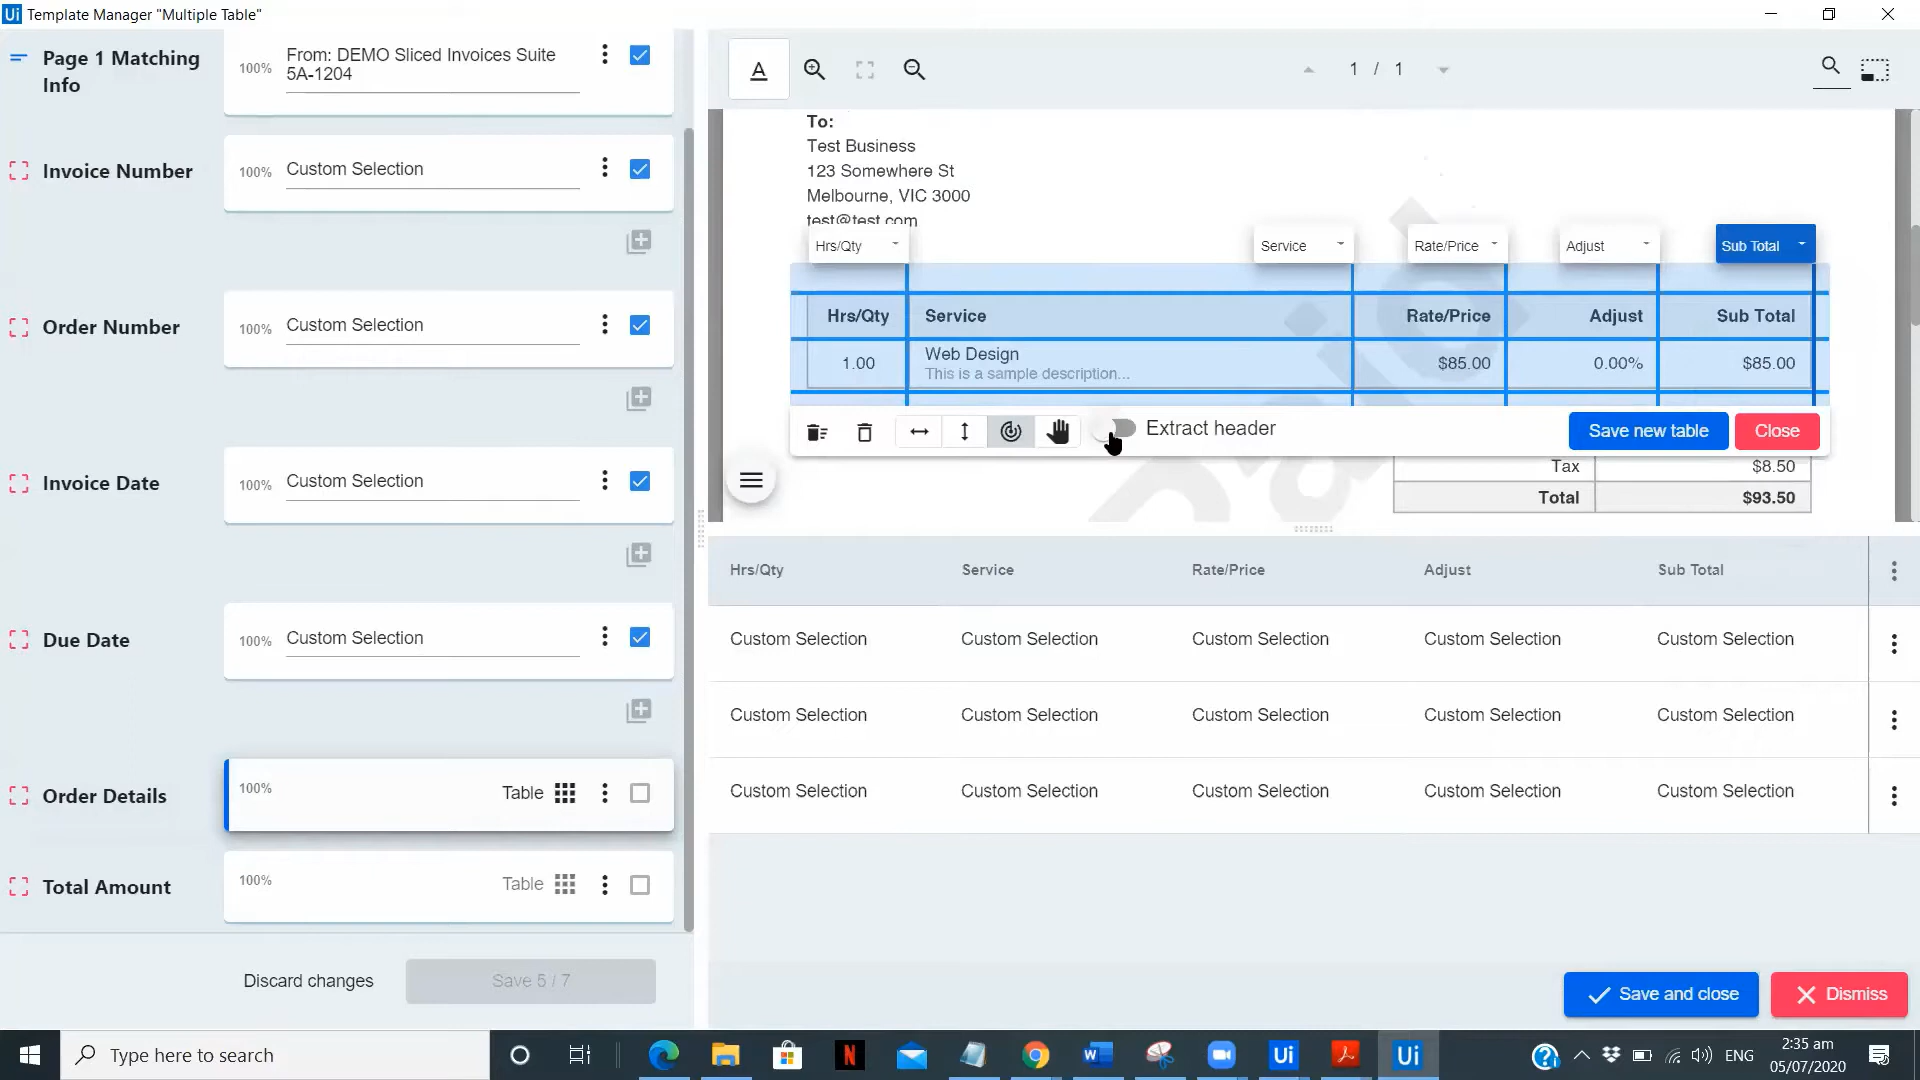 Ui Template Manager "Multiple Table"
Page 1 Matching
Info
100%
From: DEMO Sliced Invoices Suite
5A-1204
Invoice Number
100%
Custom Selection
Order Number
100%
Custom Selection
Invoice Date
100%
Custom Selection
Due Date
100%
Custom Selection
Order Details
100%
Table
Total Amount
100%
Table
Discard changes
Save 5 / 7
A
1 / 1
To:
Test Business
123 Somewhere St
Melbourne, VIC 3000
test@test.com
Hrs/Qty Service Rate/Price Adjust Sub Total
Hrs/Qty Service Rate/Price Adjust Sub Total
1.00 Web Design $85.00 0.00% $85.00
This is a sample description...
Extract header
Save new table
Close
Tax $8.50
Total $93.50
Hrs/Qty Service Rate/Price Adjust Sub Total
Custom Selection Custom Selection Custom Selection Custom Selection Custom Selection
Custom Selection Custom Selection Custom Selection Custom Selection Custom Selection
Custom Selection Custom Selection Custom Selection Custom Selection Custom Selection
Save and close
Dismiss
Type here to search
N
W
Ui
Ui
ENG
2:35 am
05/07/2020